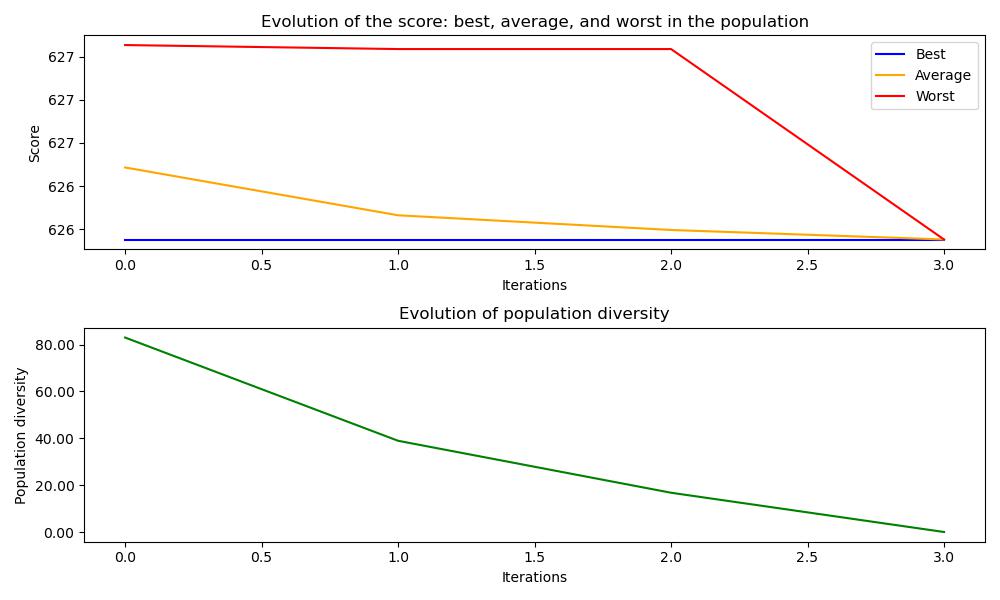 Evolution of the score: best, average, and worst in the population
Score
627
627
627
626
626
Best
Average
Worst
0.0 0.5 1.0 1.5 2.0 2.5 3.0
Iterations
Evolution of population diversity
Population diversity
80.00
60.00
40.00
20.00
0.00
0.0 0.5 1.0 1.5 2.0 2.5 3.0
Iterations